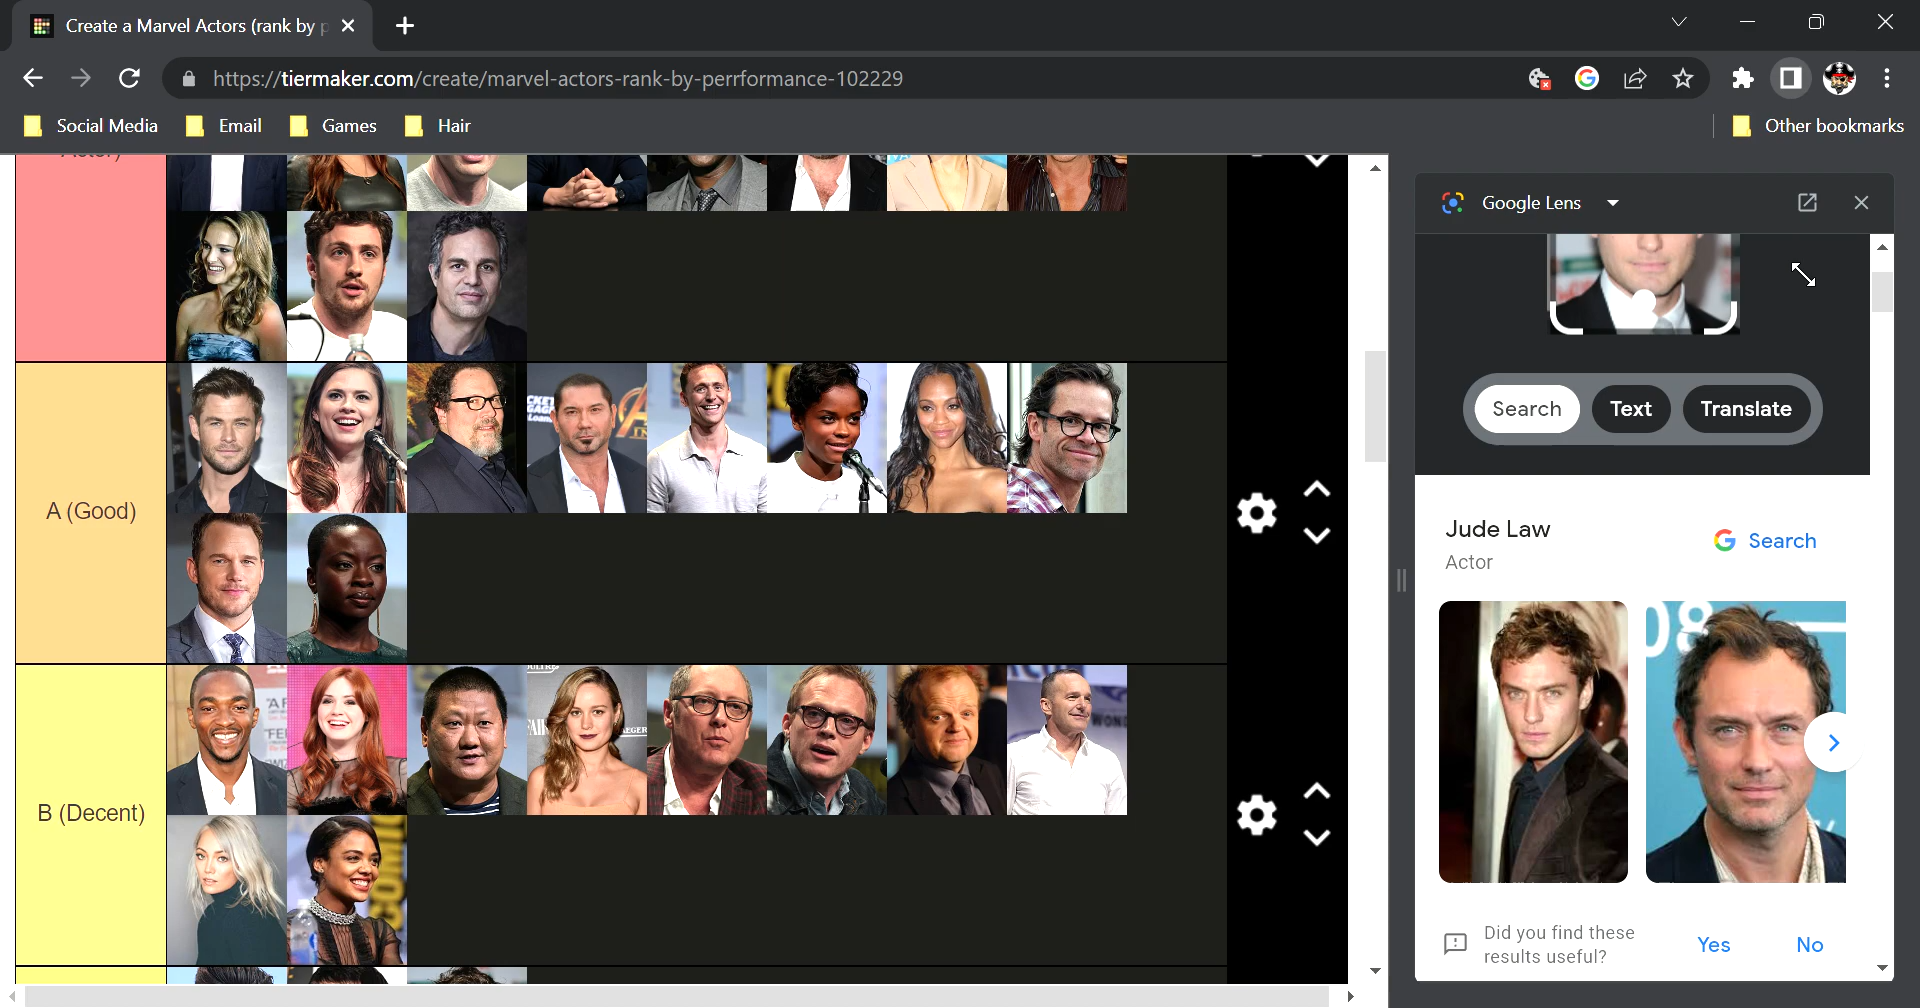 Create a Marvel Actors (rank by p
https://tiermaker.com/create/marvel-actors-rank-by-perrformance-102229
Social Media
Email
Games
Hair
Other bookmarks
A (Good)
B (Decent)
Google Lens
Search
Text
Translate
Jude Law
Actor
Search
Did you find these
results useful?
Yes
No